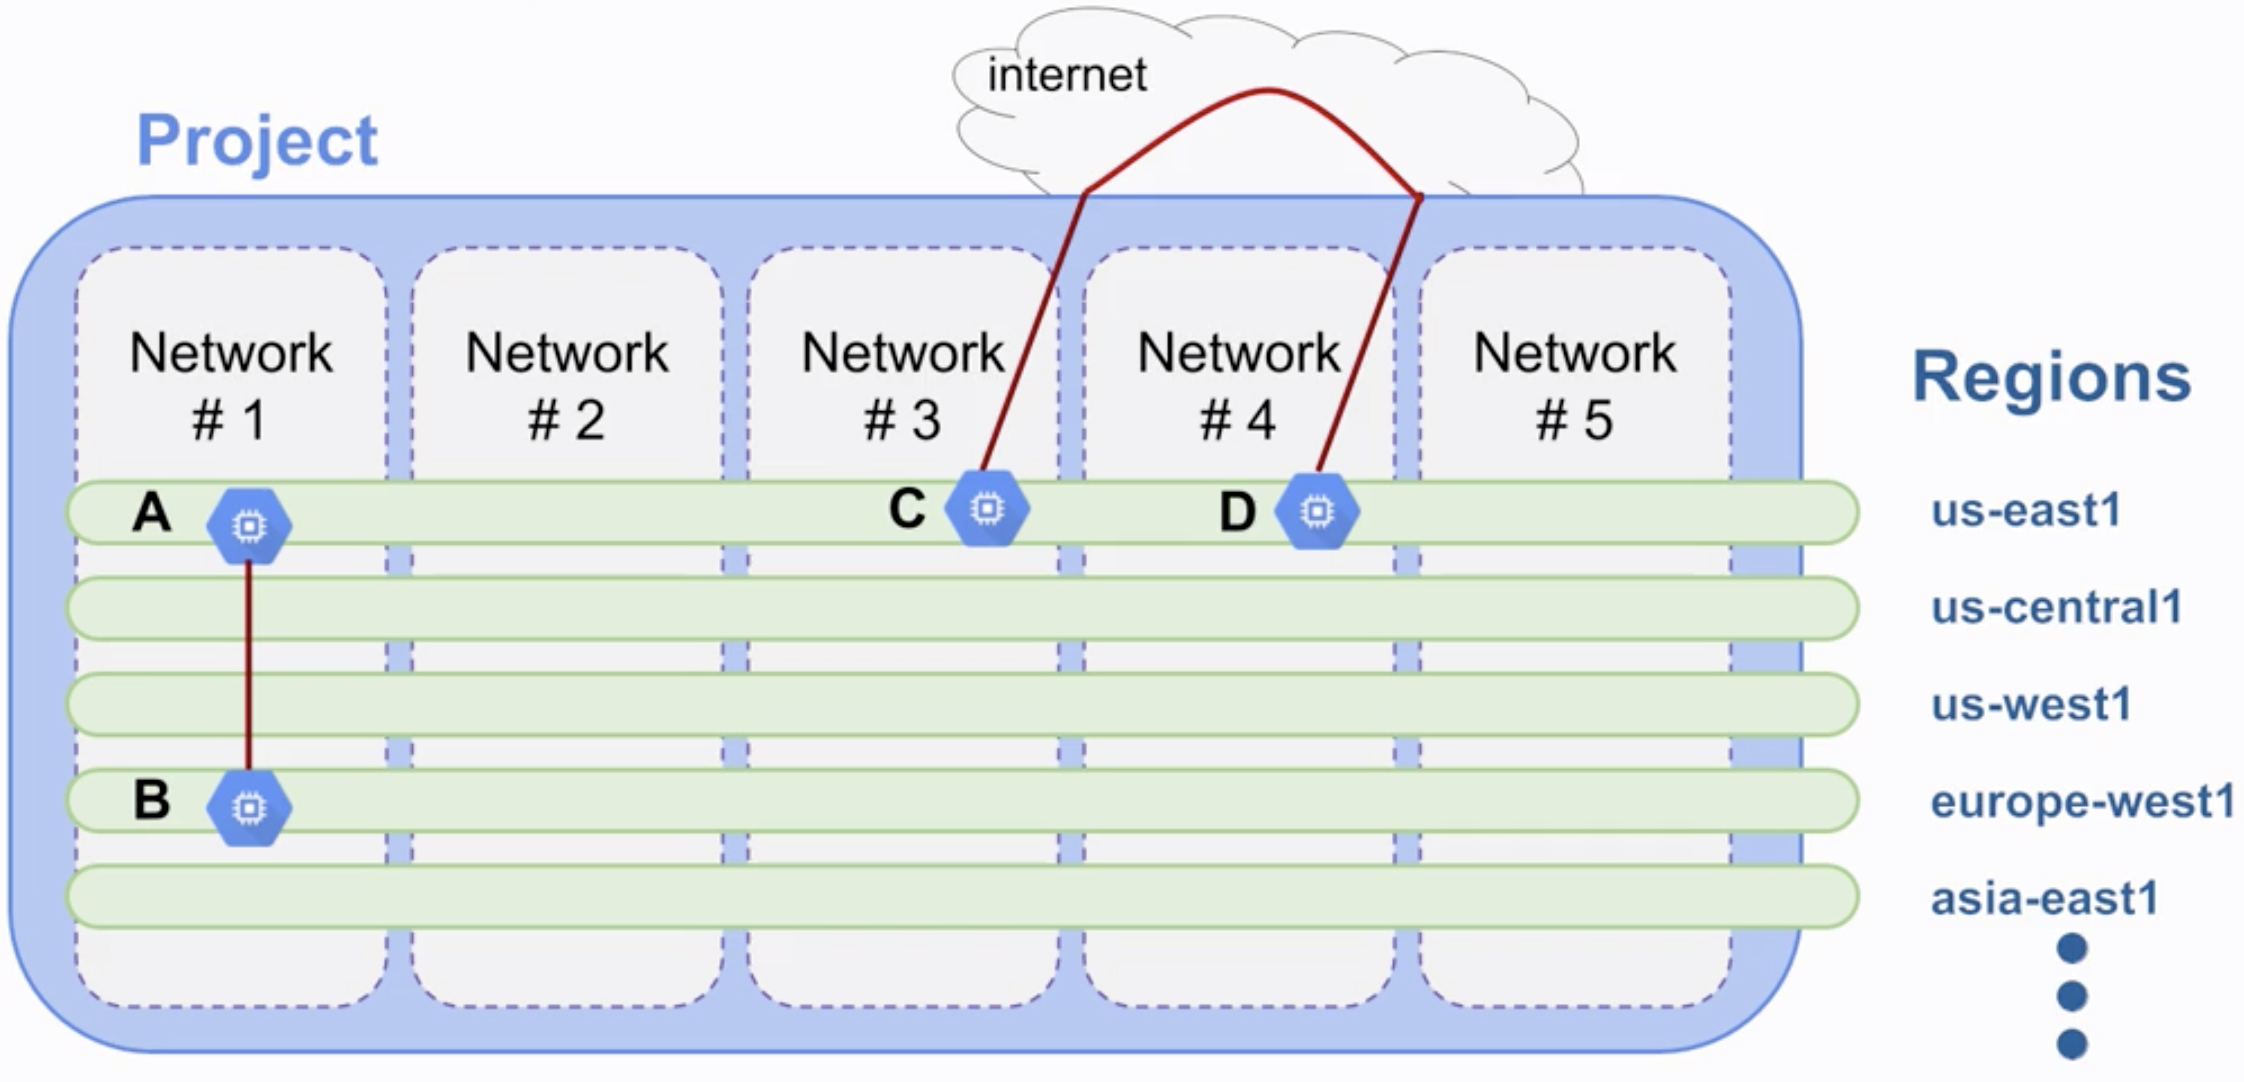 internet
Project
Network
# 1
Network
# 2
Network
# 3
Network
# 4
Network
# 5
Regions
A
C
D
us-east1
us-central1
us-west1
B
europe-west1
asia-east1